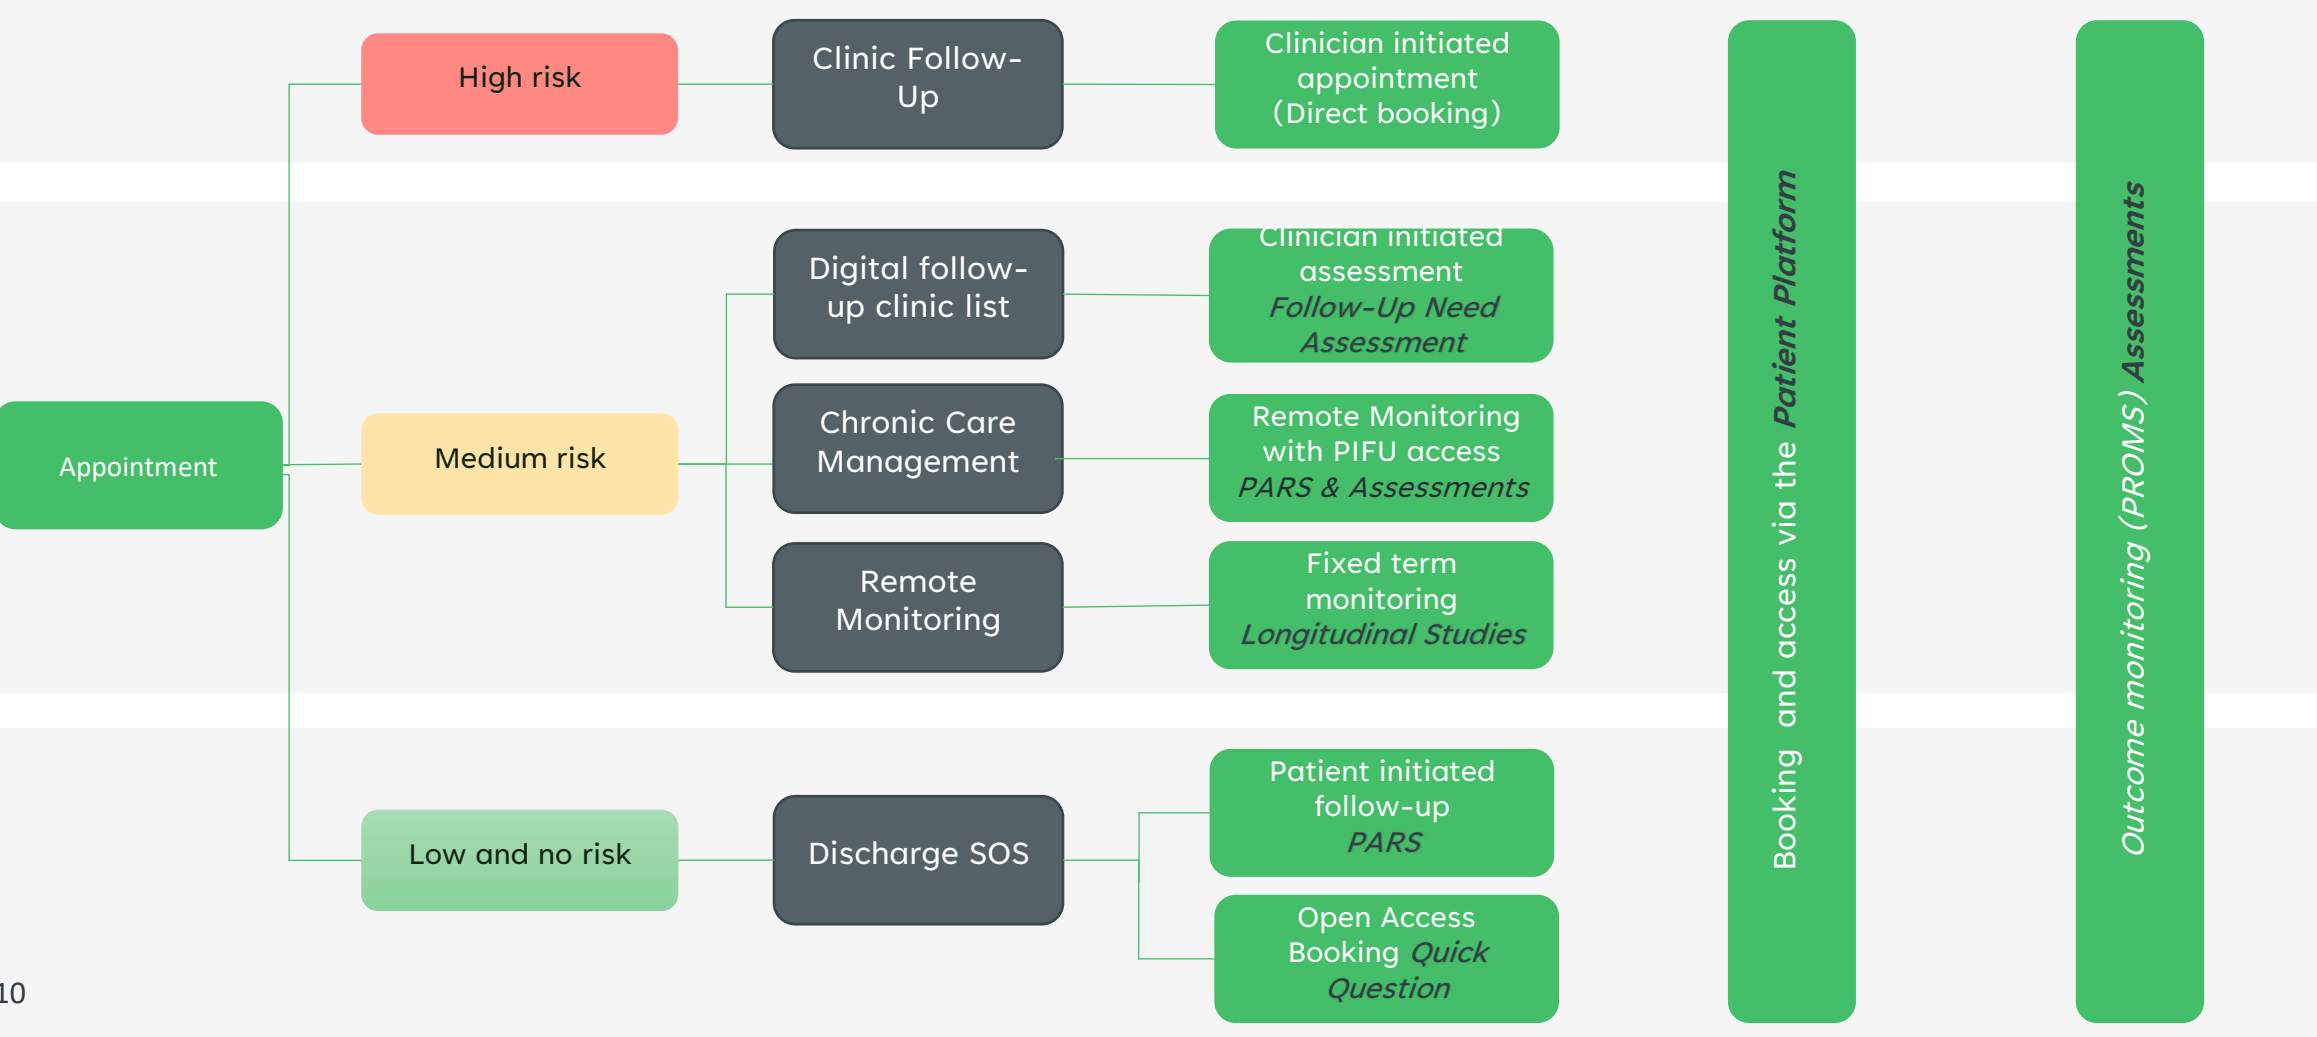 High risk
Clinic Follow-
Up
Clinician initiated
appointment
(Direct booking)
Appointment
Medium risk
Digital follow-
up clinic list
Clinician initiated
assessment
Follow-Up Need
Assessment
Chronic Care
Management
Remote Monitoring
with PIFU access
PARS & Assessments
Remote
Monitoring
Fixed term
monitoring
Longitudinal Studies
Low and no risk
Discharge SOS
Patient initiated
follow-up
PARS
Open Access
Booking Quick
Question
Booking and access via the Patient Platform
Outcome monitoring (PROMS) Assessments
10